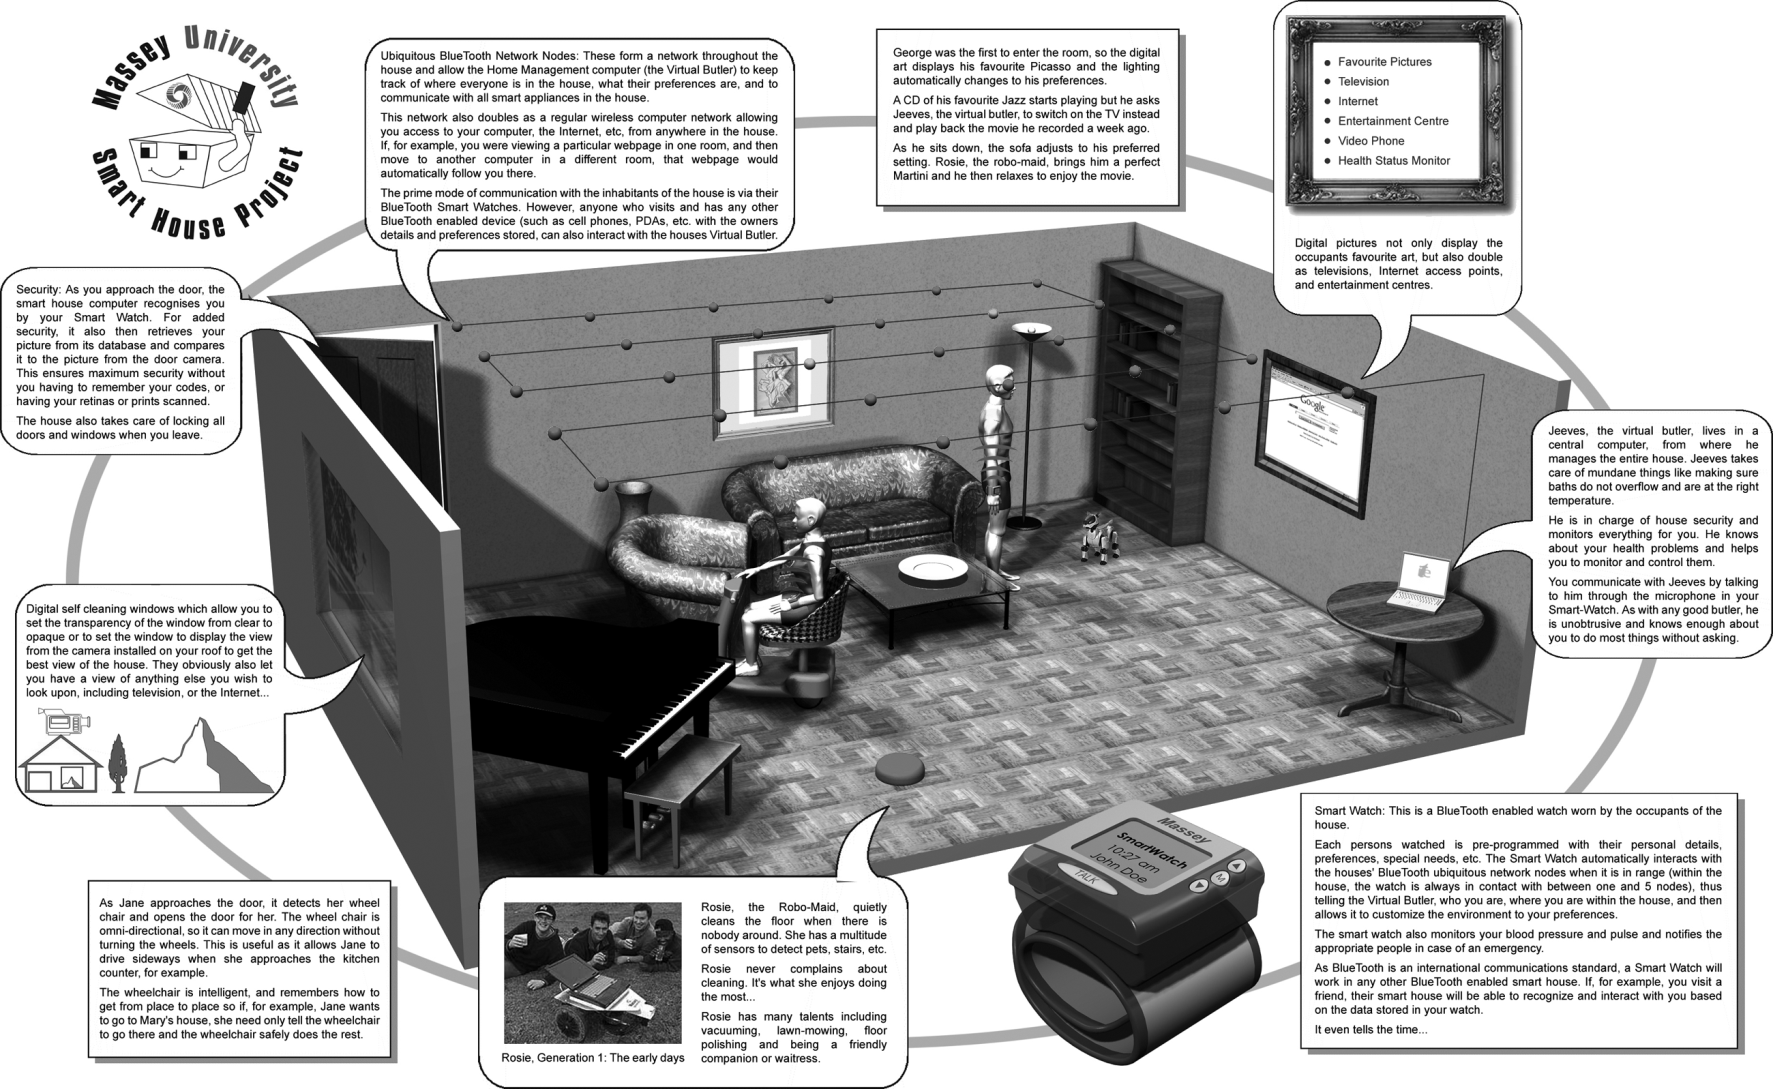 Massey University
Smart House Project
Ubiquitous BlueTooth Network Nodes: These form a network throughout the
house and allow the Home Management computer (the Virtual Butler) to keep
track of where everyone is in the house, what their preferences are, and to
communicate with all smart appliances in the house.
This network also doubles as a regular wireless computer network allowing
you access to your computer, the Internet, etc, from anywhere in the house.
If, for example, you were viewing a particular webpage in one room, and then
move to another computer in a different room, that webpage would
automatically follow you there.
The prime mode of communication with the inhabitants of the house is via their
BlueTooth Smart Watches. However, anyone who visits and has any other
BlueTooth enabled device (such as cell phones, PDAs, etc. with the owners
details and preferences stored, can also interact with the houses Virtual Butler.
George was the first to enter the room, so the digital
art displays his favourite Picasso and the lighting
automatically changes to his preferences.
A CD of his favourite Jazz starts playing but he asks
Jeeves, the virtual butler, to switch on the TV instead
and play back the movie he recorded a week ago.
As he sits down, the sofa adjusts to his preferred
setting. Rosie, the robo-maid, brings him a perfect
Martini and he then relaxes to enjoy the movie.
• Favourite Pictures
• Television
• Internet
• Entertainment Centre
• Video Phone
• Health Status Monitor
Digital pictures not only display the
occupants favourite art, but also double
as televisions, Internet access points,
and entertainment centres.
Security: As you approach the door, the
smart house computer recognises you
by your Smart Watch. For added
security, it also then retrieves your
picture from its database and compares
it to the picture from the door camera.
This ensures maximum security without
you having to remember your codes, or
having your retinas or prints scanned.
The house also takes care of locking all
doors and windows when you leave.
Google
Jeeves, the virtual butler, lives in a
central computer, from where he
manages the entire house. Jeeves takes
care of mundane things like making sure
baths do not overflow and are at the right
temperature.
He is in charge of house security and
monitors everything for you. He knows
about your health problems and helps
you to monitor and control them.
You communicate with Jeeves by talking
to him through the microphone in your
Smart-Watch. As with any good butler, he
is unobtrusive and knows enough about
you to do most things without asking.
Digital self cleaning windows which allow you to
set the transparency of the window from clear to
opaque or to set the window to display the view
from the camera installed on your roof to get the
best view of the house. They obviously also let
you have a view of anything else you wish to
look upon, including television, or the Internet...
As Jane approaches the door, it detects her wheel
chair and opens the door for her. The wheel chair is
omni-directional, so it can move in any direction without
turning the wheels. This is useful as it allows Jane to
drive sideways when she approaches the kitchen
counter, for example.
The wheelchair is intelligent, and remembers how to
get from place to place so if, for example, Jane wants
to go to Mary's house, she need only tell the wheelchair
to go there and the wheelchair safely does the rest.
Rosie, Generation 1: The early days
Rosie, the Robo-Maid, quietly
cleans the floor when there is
nobody around. She has a multitude
of sensors to detect pets, stairs, etc.
Rosie never complains about
cleaning. It's what she enjoys doing
the most...
Rosie has many talents including
vacuuming, lawn-mowing, floor
polishing and being a friendly
companion or waitress.
Massey
SmartWatch
10:27 am
John Doe
TALK
M
Smart Watch: This is a BlueTooth enabled watch worn by the occupants of the
house.
Each persons watched is pre-programmed with their personal details,
preferences, special needs, etc. The Smart Watch automatically interacts with
the houses' BlueTooth ubiquitous network nodes when it is in range (within the
house, the watch is always in contact with between one and 5 nodes), thus
telling the Virtual Butler, who you are, where you are within the house, and then
allows it to customize the environment to your preferences.
The smart watch also monitors your blood pressure and pulse and notifies the
appropriate people in case of an emergency.
As BlueTooth is an international communications standard, a Smart Watch will
work in any other BlueTooth enabled smart house. If, for example, you visit a
friend, their smart house will be able to recognize and interact with you based
on the data stored in your watch.
It even tells the time...